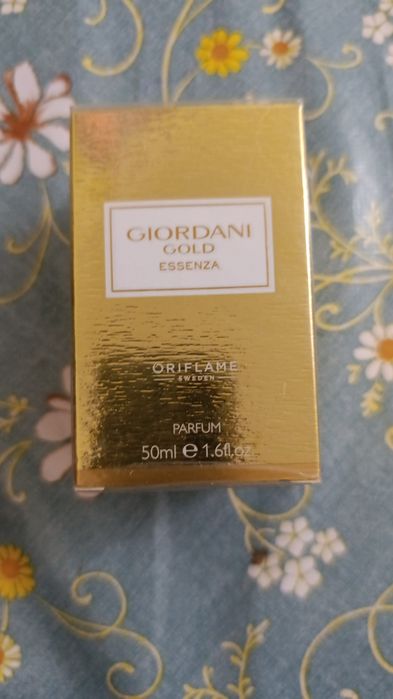 GIORDANI
GOLD
ESSENZA
ORIFLAME
SWEDEN
PARFUM
50ml ℮ 1.6fl.oz